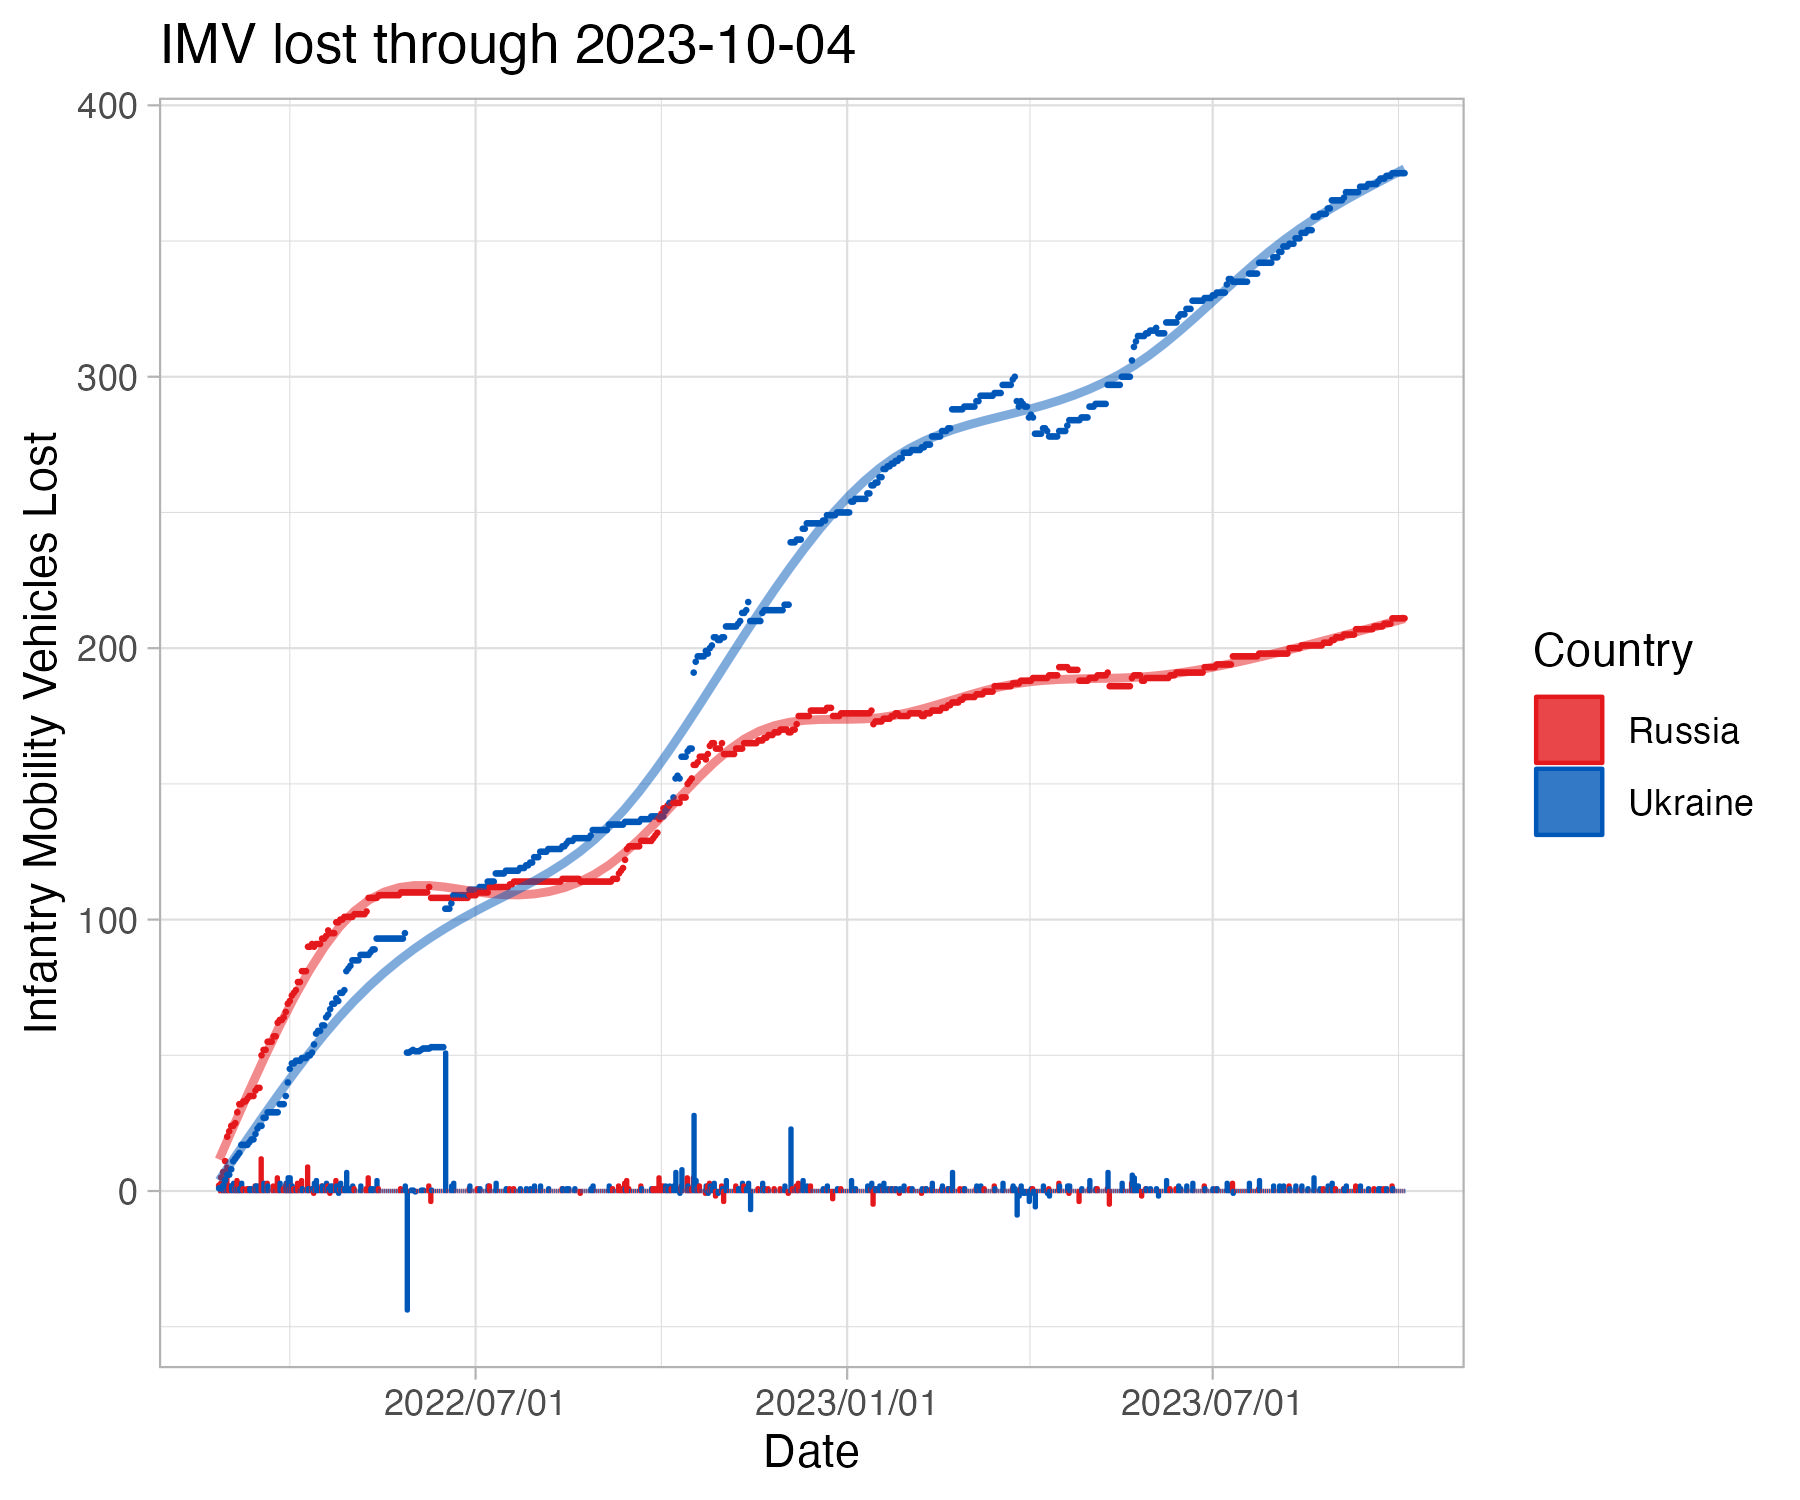 IMV lost through 2023-10-04
Infantry Mobility Vehicles Lost
400
300
200
100
0
2022/07/01
2023/01/01
2023/07/01
Date
Country
Russia
Ukraine